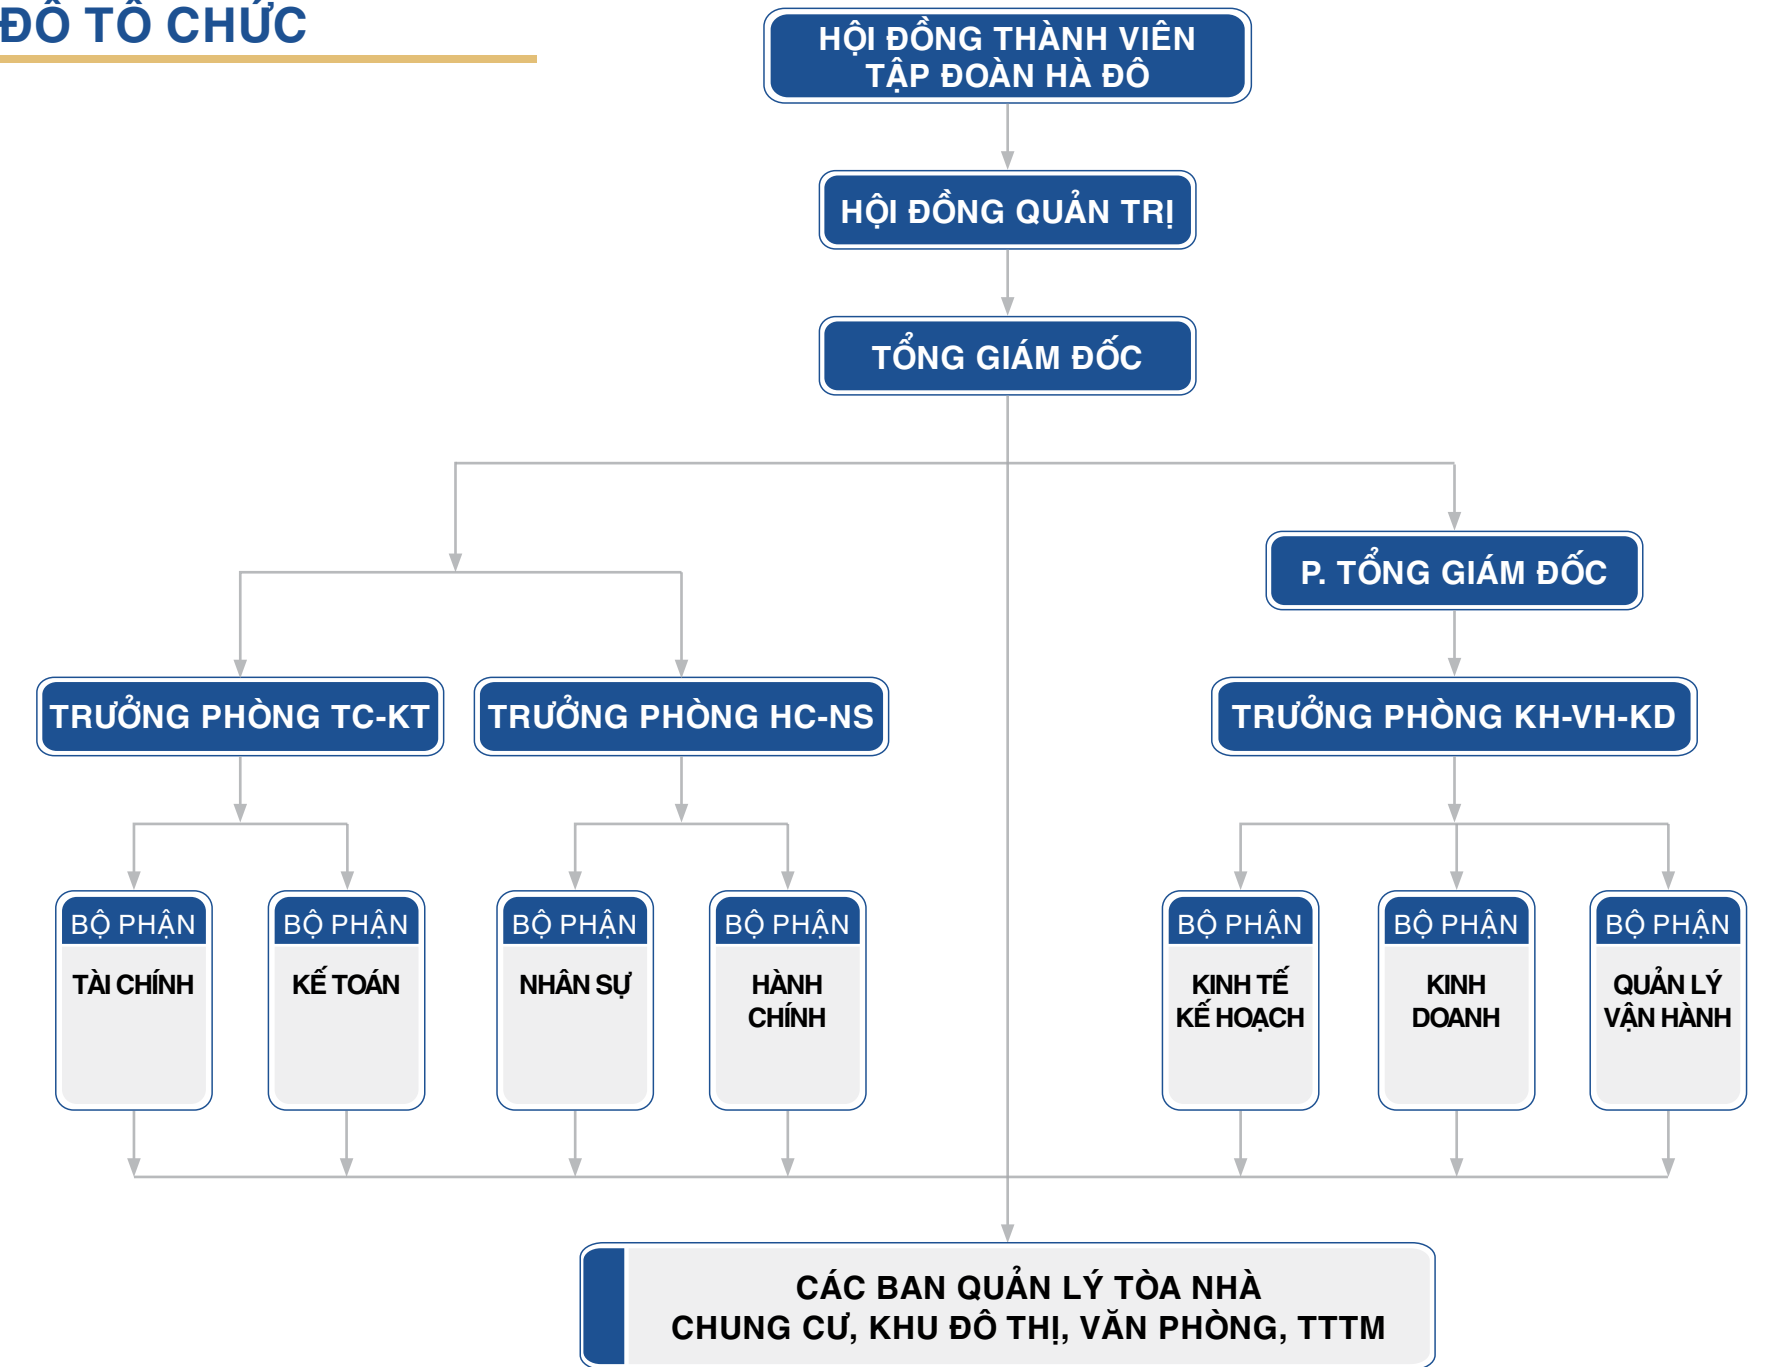 ĐỒ TỔ CHỨC
HỘI ĐỒNG THÀNH VIÊN
TẬP ĐOÀN HÀ ĐÔ
HỘI ĐỒNG QUẢN TRỊ
TỔNG GIÁM ĐỐC
P. TỔNG GIÁM ĐỐC
TRƯỞNG PHÒNG TC-KT
TRƯỞNG PHÒNG HC-NS
TRƯỞNG PHÒNG KH-VH-KD
BỘ PHẬN
TÀI CHÍNH
BỘ PHẬN
KẾ TOÁN
BỘ PHẬN
NHÂN SỰ
BỘ PHẬN
HÀNH
CHÍNH
BỘ PHẬN
KINH TẾ
KẾ HOẠCH
BỘ PHẬN
KINH
DOANH
BỘ PHẬN
QUẢN LÝ
VẬN HÀNH
CÁC BAN QUẢN LÝ TÒA NHÀ
CHUNG CƯ, KHU ĐÔ THỊ, VĂN PHÒNG, TTTM